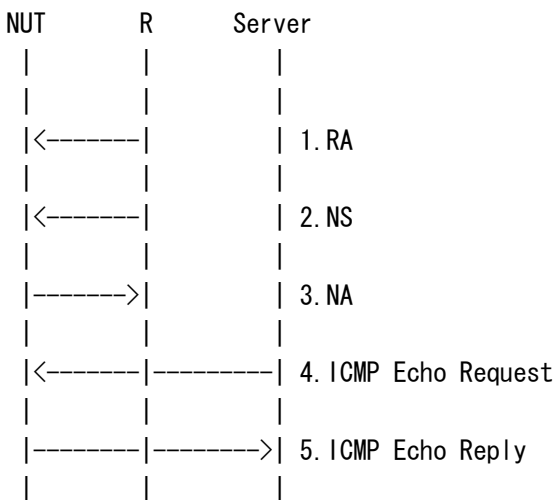 NUT R Server
1.RA
2.NS
3.NA
4.ICMP Echo Request
5.ICMP Echo Reply